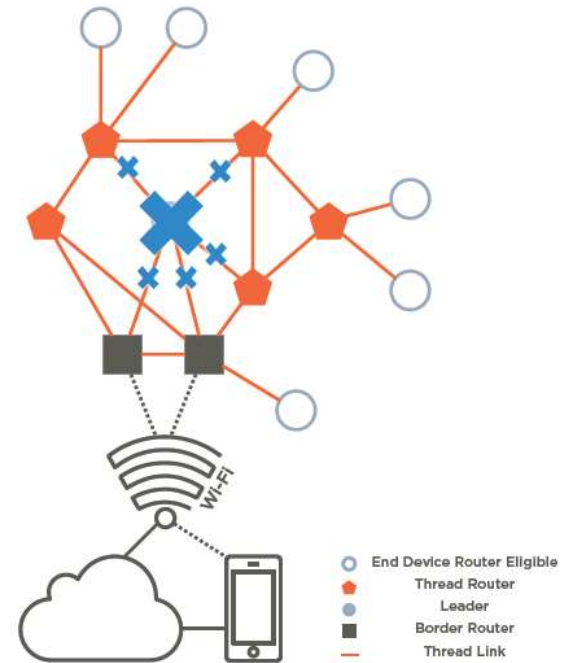 Wi-Fi
End Device Router Eligible
Thread Router
Leader
Border Router
Thread Link